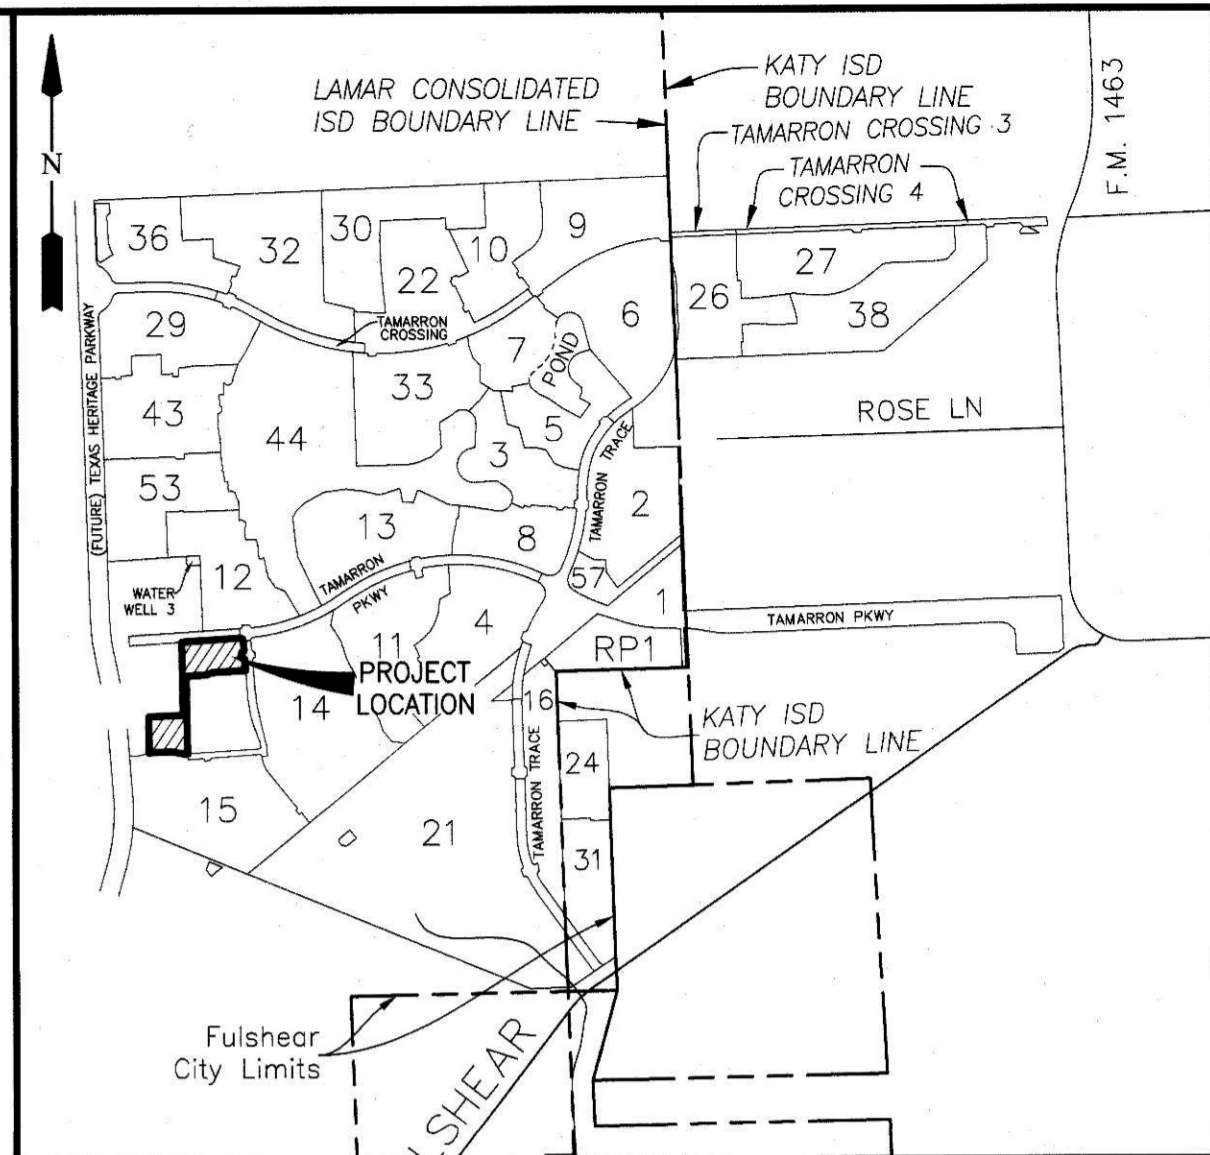 N
LAMAR CONSOLIDATED
ISD BOUNDARY LINE
KATY ISD
BOUNDARY LINE
TAMARRON CROSSING 3
TAMARRON
CROSSING 4
F.M. 1463
36
32
30
22
10
9
6
26
27
38
29
TAMARRON
CROSSING
7
POND
(FUTURE) TEXAS HERITAGE PARKWAY
43
44
33
5
3
ROSE LN
53
13
8
TAMARRON TRACE
2
WATER
WELL 3
12
TAMARRON
PKWY
57
1
TAMARRON PKWY
11
4
RP1
PROJECT
LOCATION
14
16
KATY ISD
BOUNDARY LINE
24
TAMARRON TRACE
15
21
31
Fulshear
City Limits
LSHEAR